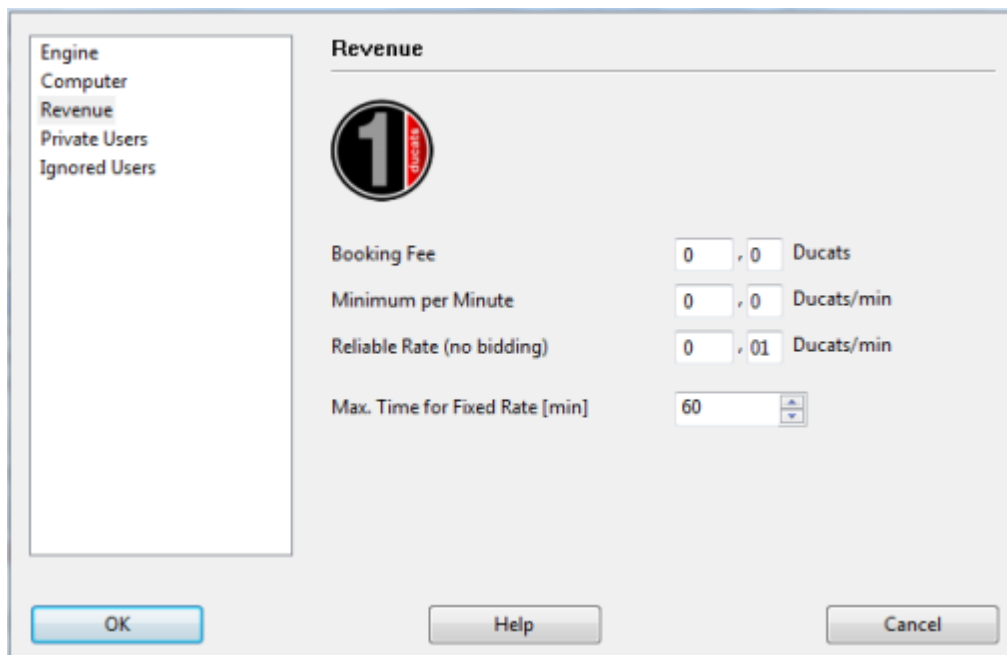 Engine
Computer
Revenue
Private Users
Ignored Users
Revenue
1 ducats
Booking Fee 0 , 0 Ducats
Minimum per Minute 0 , 0 Ducats/min
Reliable Rate (no bidding) 0 , 01 Ducats/min
Max. Time for Fixed Rate [min] 60
OK Help Cancel